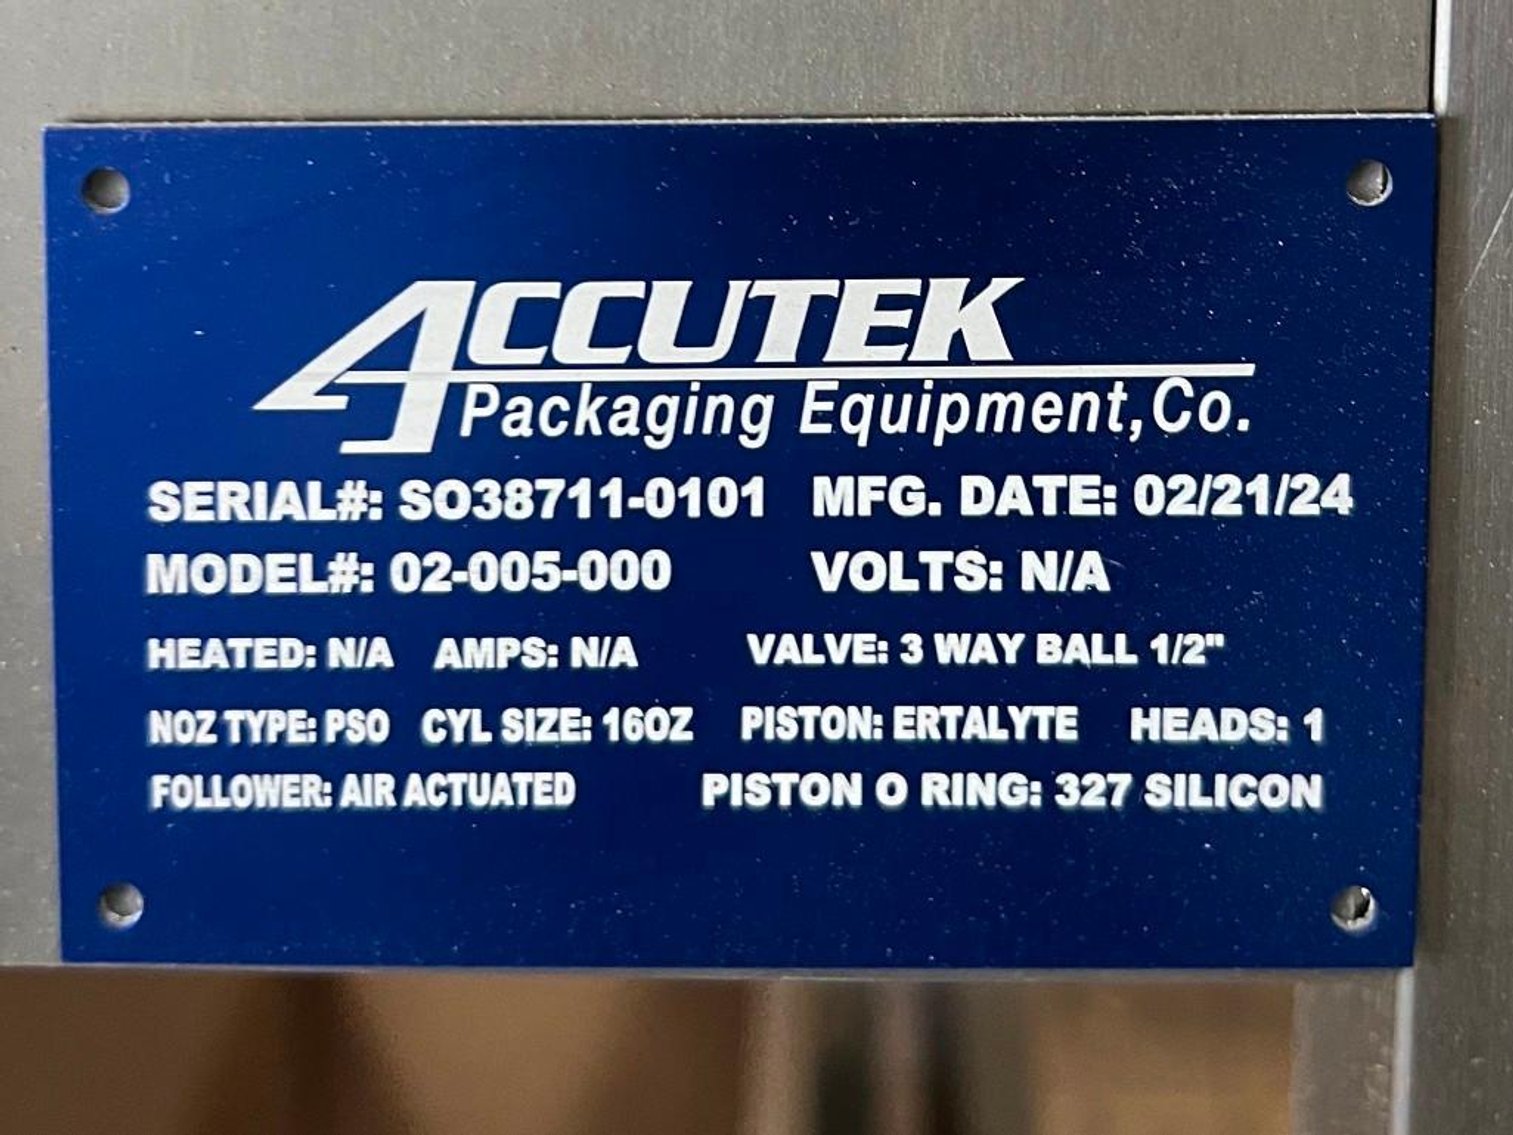 ACCUTEK
Packaging Equipment,Co.
SERIAL#: SO38711-0101 MFG. DATE: 02/21/24
MODEL#: 02-005-000 VOLTS: N/A
HEATED: N/A AMPS: N/A VALVE: 3 WAY BALL 1/2"
NOZ TYPE: PSO CYL SIZE: 16OZ PISTON: ERTALYTE HEADS: 1
FOLLOWER: AIR ACTUATED PISTON O RING: 327 SILICON